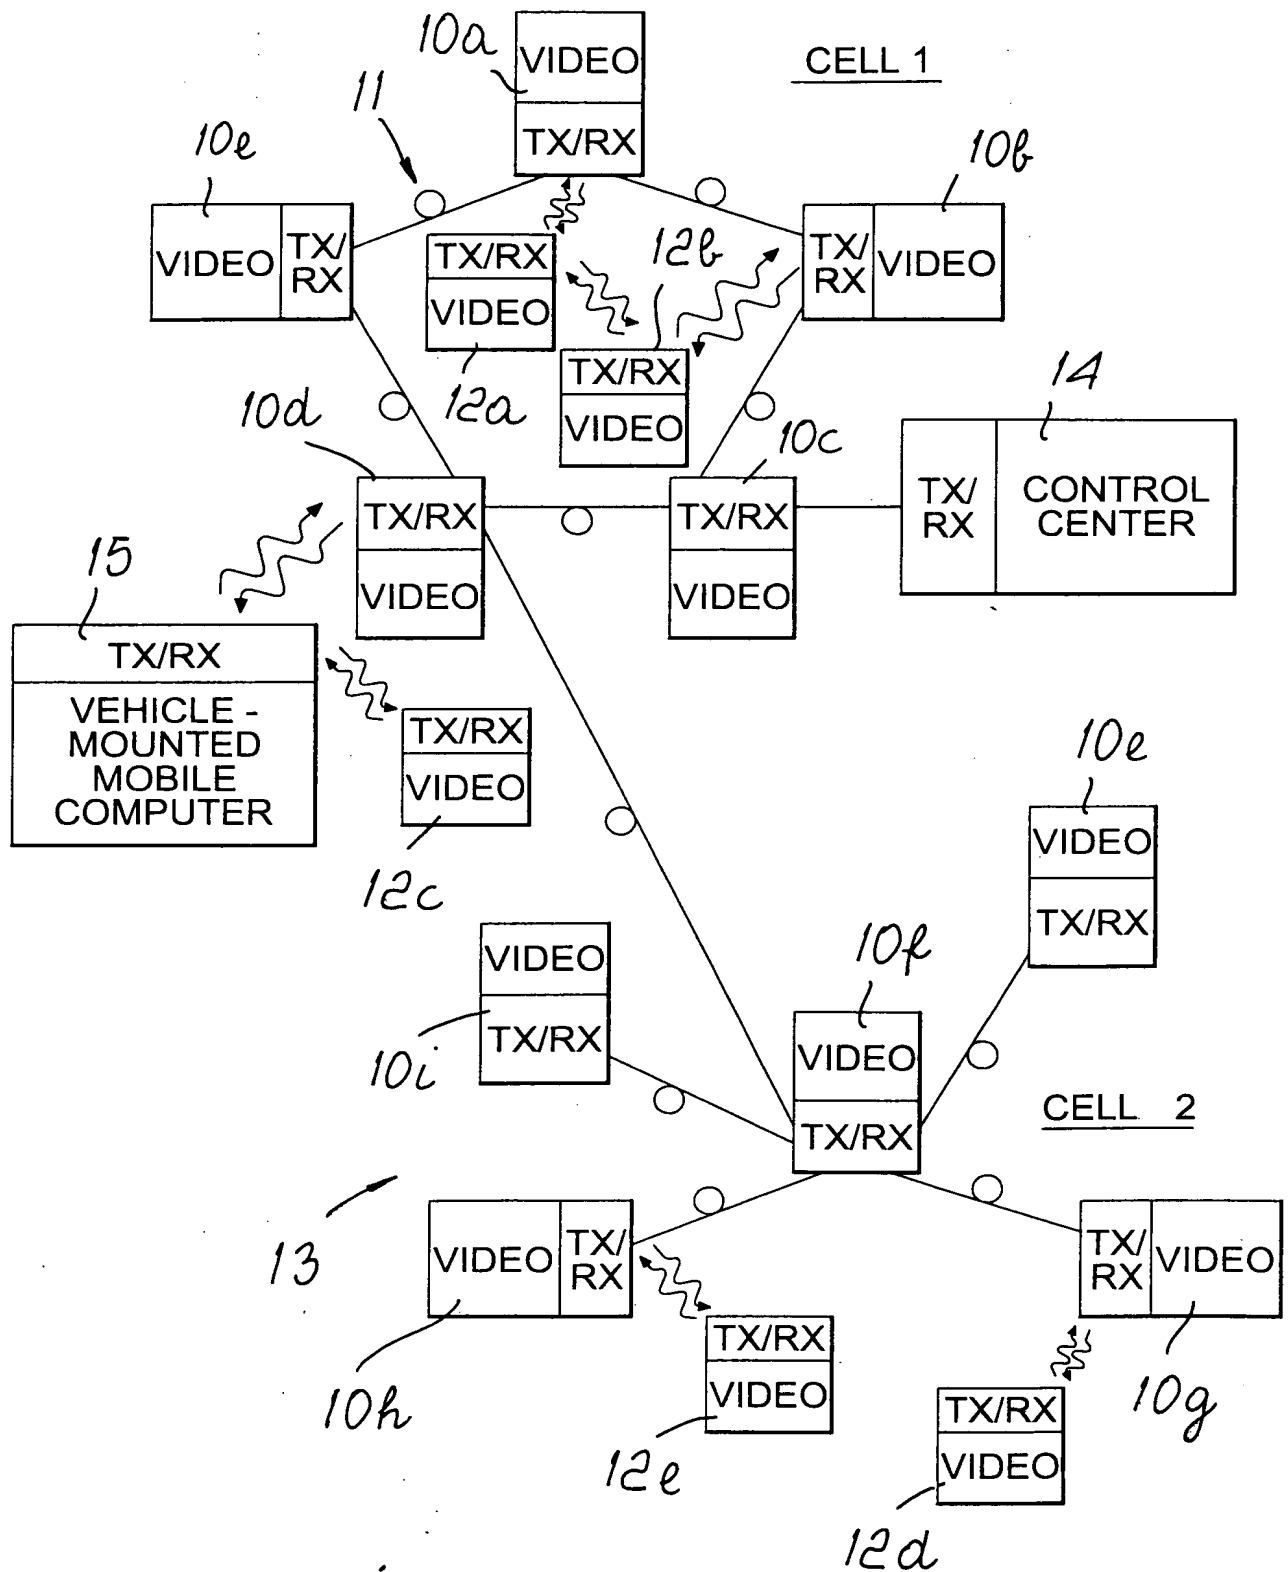 10a
VIDEO
TX/RX
CELL 1
11
10e
VIDEO
TX/
RX
10b
TX/
RX
VIDEO
TX/RX
VIDEO
12a
12b
TX/RX
VIDEO
10d
TX/RX
VIDEO
10c
TX/RX
VIDEO
14
TX/
RX
CONTROL
CENTER
15
TX/RX
VEHICLE -
MOUNTED
MOBILE
COMPUTER
TX/RX
VIDEO
12c
10e
VIDEO
TX/RX
VIDEO
TX/RX
10i
10f
VIDEO
TX/RX
CELL 2
13
VIDEO
TX/
RX
10h
TX/
RX
VIDEO
10g
TX/RX
VIDEO
12e
TX/RX
VIDEO
12d